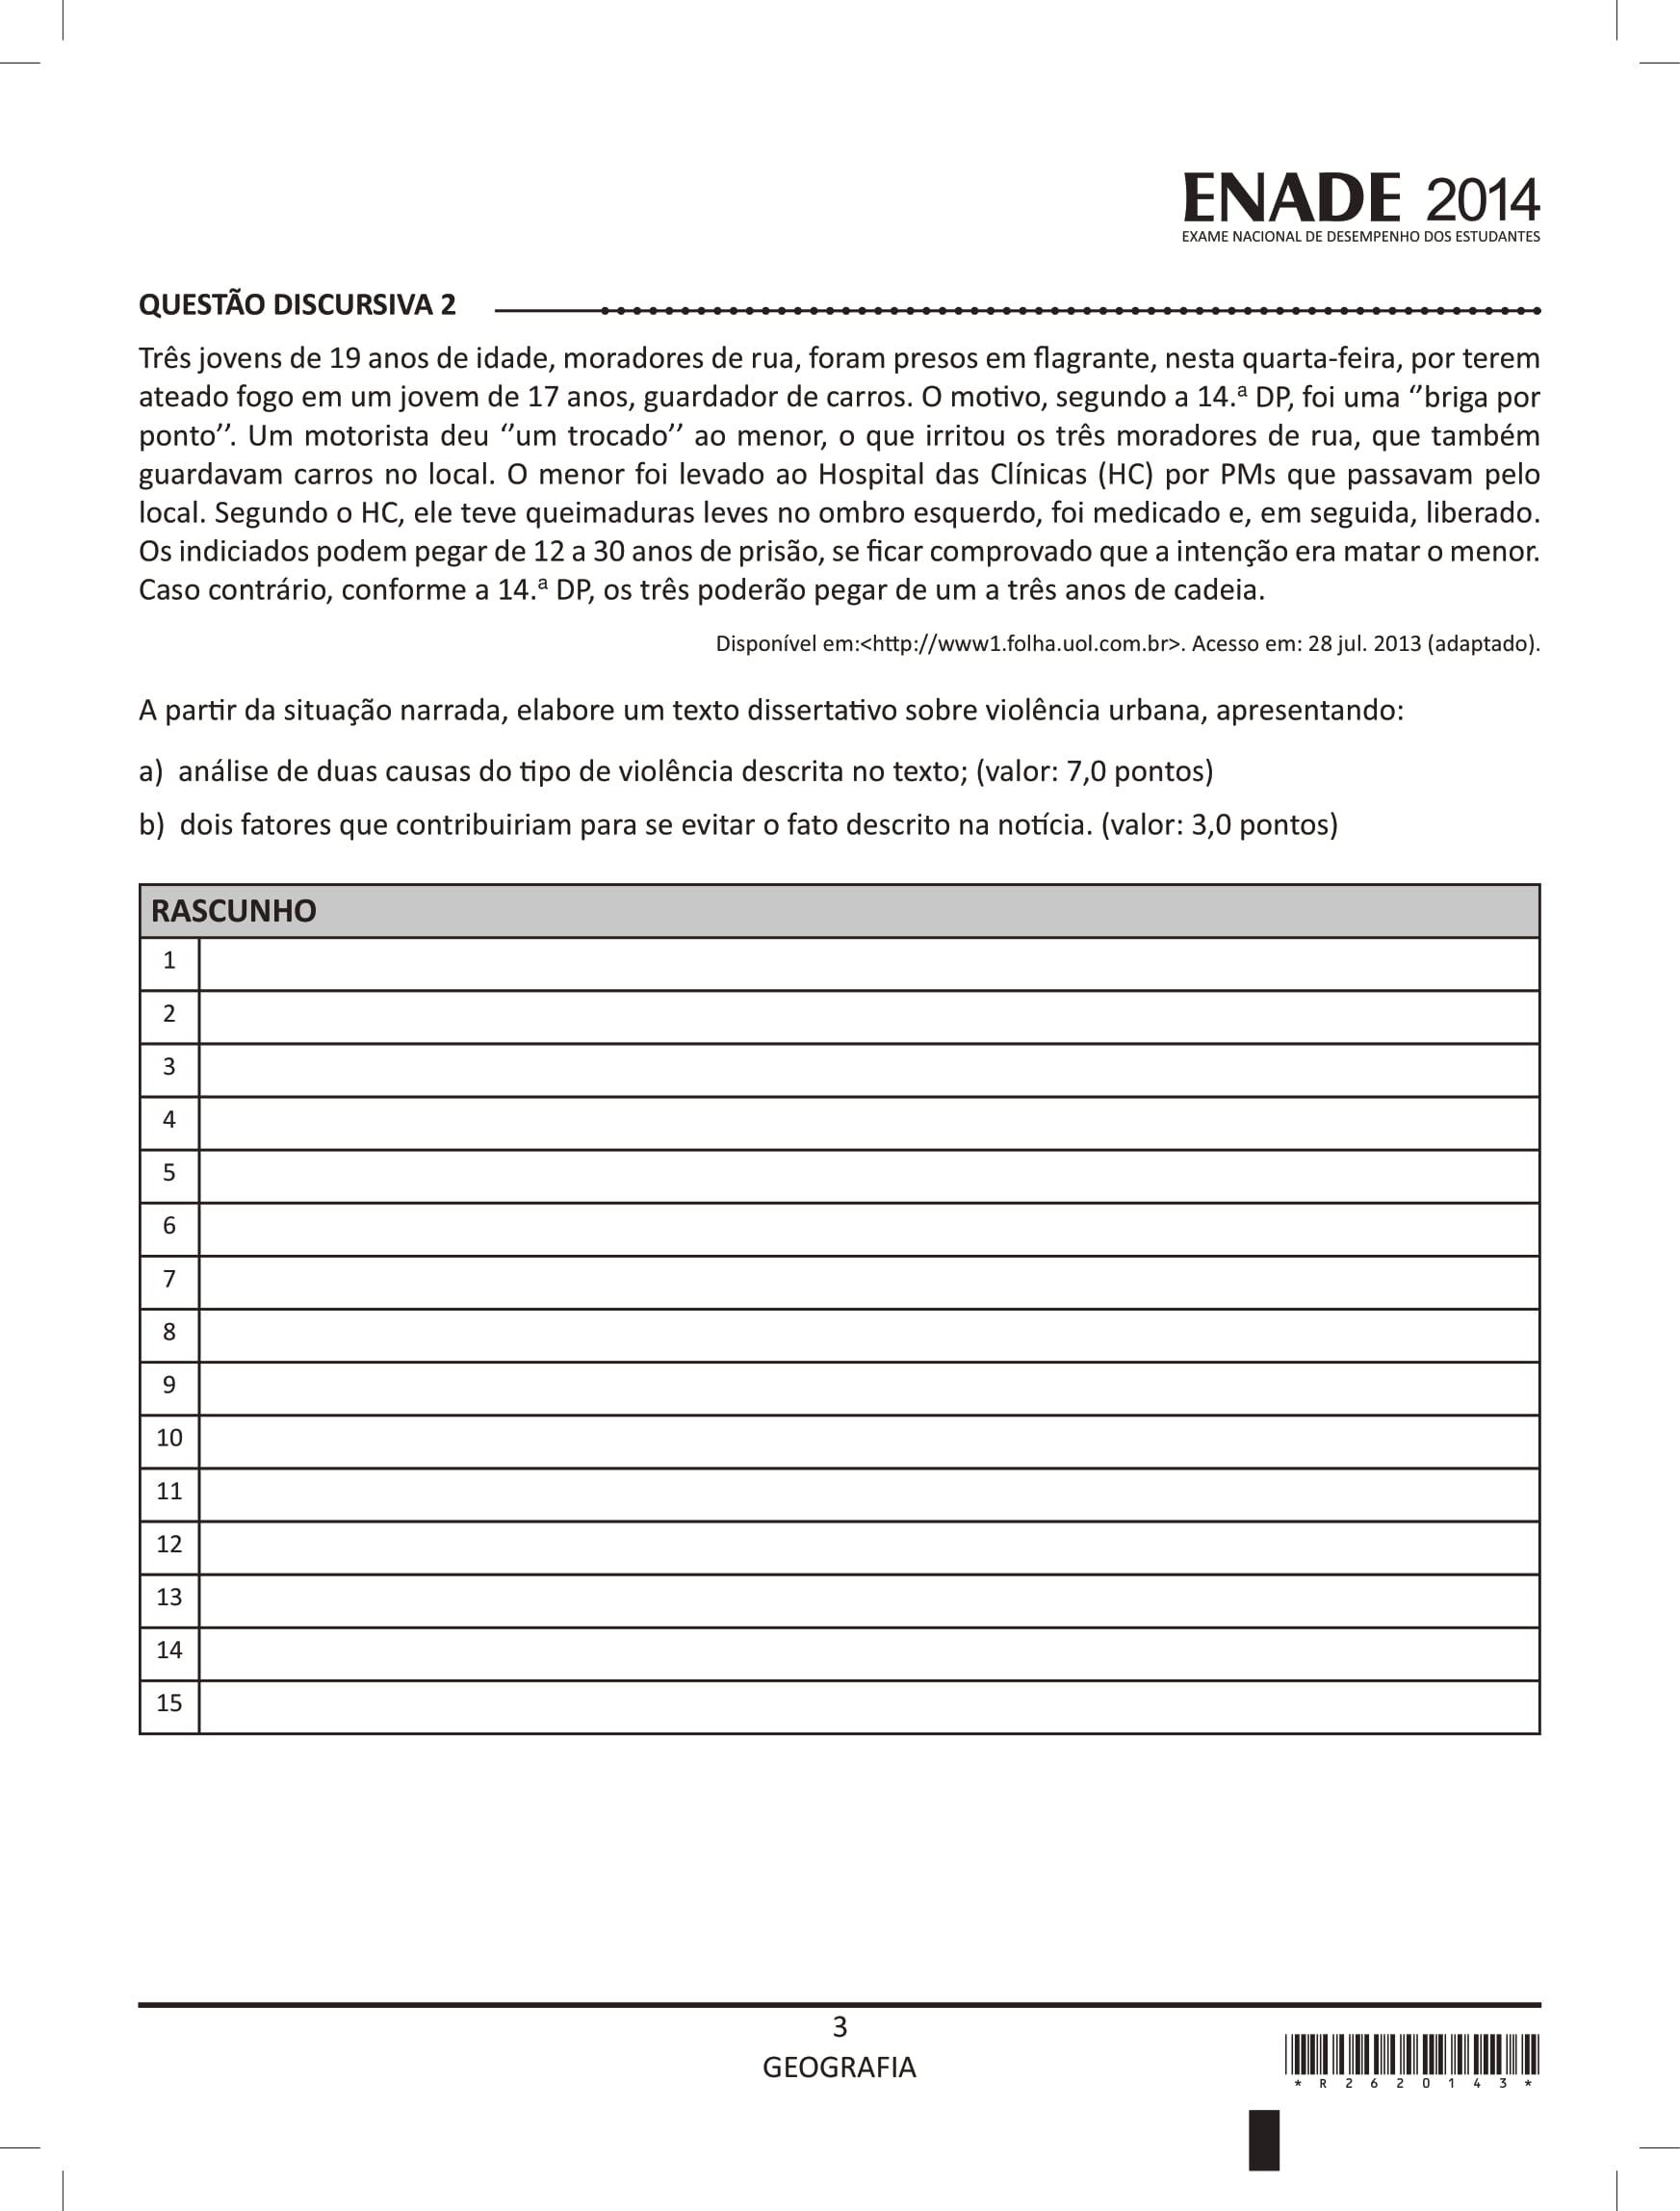 ENADE 2014
EXAME NACIONAL DE DESEMPENHO DOS ESTUDANTES
QUESTÃO DISCURSIVA 2
Três jovens de 19 anos de idade, moradores de rua, foram presos em flagrante, nesta quarta-feira, por terem
ateado fogo em um jovem de 17 anos, guardador de carros. O motivo, segundo a 14.ª DP, foi uma ‘‘briga por
ponto’’. Um motorista deu ‘‘um trocado’’ ao menor, o que irritou os três moradores de rua, que também
guardavam carros no local. O menor foi levado ao Hospital das Clínicas (HC) por PMs que passavam pelo
local. Segundo o HC, ele teve queimaduras leves no ombro esquerdo, foi medicado e, em seguida, liberado.
Os indiciados podem pegar de 12 a 30 anos de prisão, se ficar comprovado que a intenção era matar o menor.
Caso contrário, conforme a 14.ª DP, os três poderão pegar de um a três anos de cadeia.
Disponível em:<http://www1.folha.uol.com.br>. Acesso em: 28 jul. 2013 (adaptado).
A partir da situação narrada, elabore um texto dissertativo sobre violência urbana, apresentando:
a) análise de duas causas do tipo de violência descrita no texto; (valor: 7,0 pontos)
b) dois fatores que contribuiriam para se evitar o fato descrito na notícia. (valor: 3,0 pontos)
RASCUNHO
1
2
3
4
5
6
7
8
9
10
11
12
13
14
15
3
GEOGRAFIA
* R 2 6 2 0 1 4 3 *